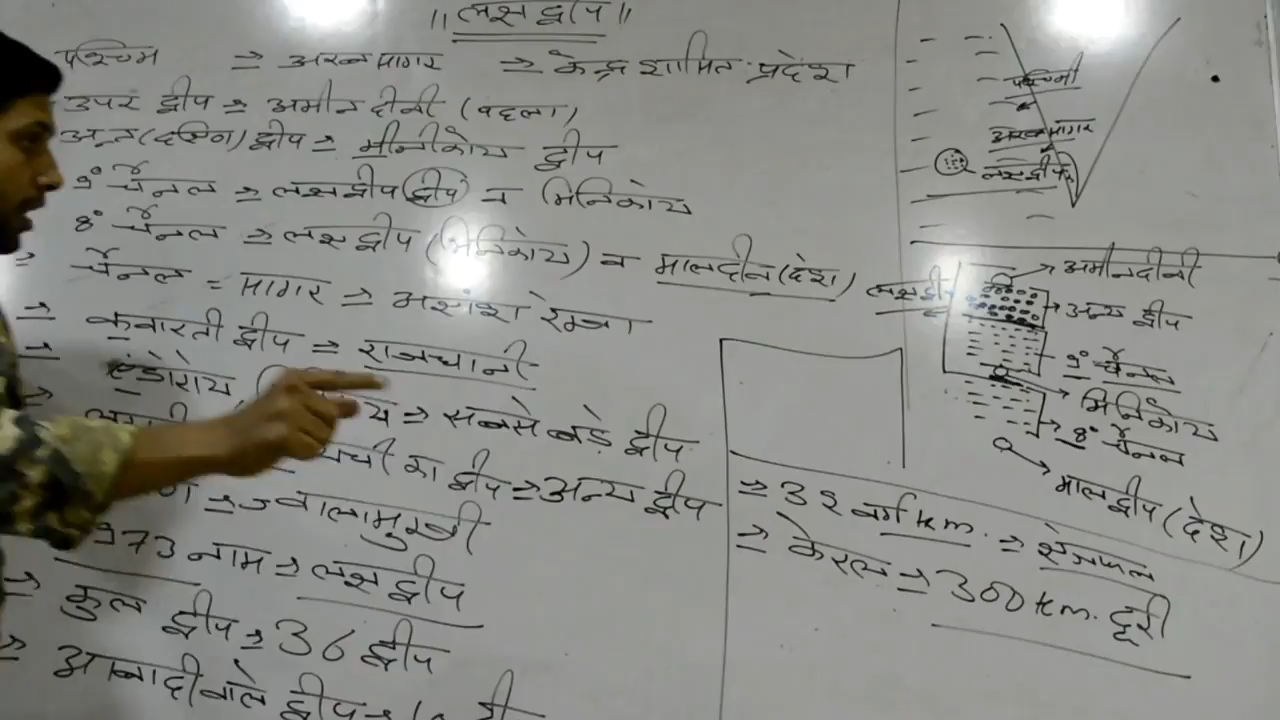 ॥ लक्षद्वीप ॥
पश्चिम ⇒ अरब सागर ⇒ केन्द्र शासित प्रदेश
उपर द्वीप ⇒ अमीनदीवी (पहला)
अन्त (दक्षिण) द्वीप ⇒ मीनीकोय द्वीप
9° चैनल ⇒ लक्षद्वीप (द्वीप) व मिनिकोय
8° चैनल ⇒ लक्षद्वीप (मिनिकोय) व मालदीव (देश)
⇒ चैनल = सागर ⇒ अक्षांश रेखा
⇒ कवारती द्वीप ⇒ राजधानी
⇒ एंडोराय य ⇒ सबसे बड़े द्वीप
⇒ का द्वीप ⇒ अन्य द्वीप
⇒ ज्वालामुखी
1973 नाम ⇒ लक्षद्वीप
⇒ कुल द्वीप ⇒ 36 द्वीप
⇒ आबादी वाले द्वीप ⇒
पश्चिमी
अरब सागर
लक्षद्वीप
लक्षद्वी
अमीनदीवी
अन्य द्वीप
9° चैनल
मिनिकोय
8° चैनल
मालद्वीप (देश)
⇒ 32 वर्ग km. ⇒ क्षेत्रफल
⇒ केरल ⇒ 300 km. दूरी